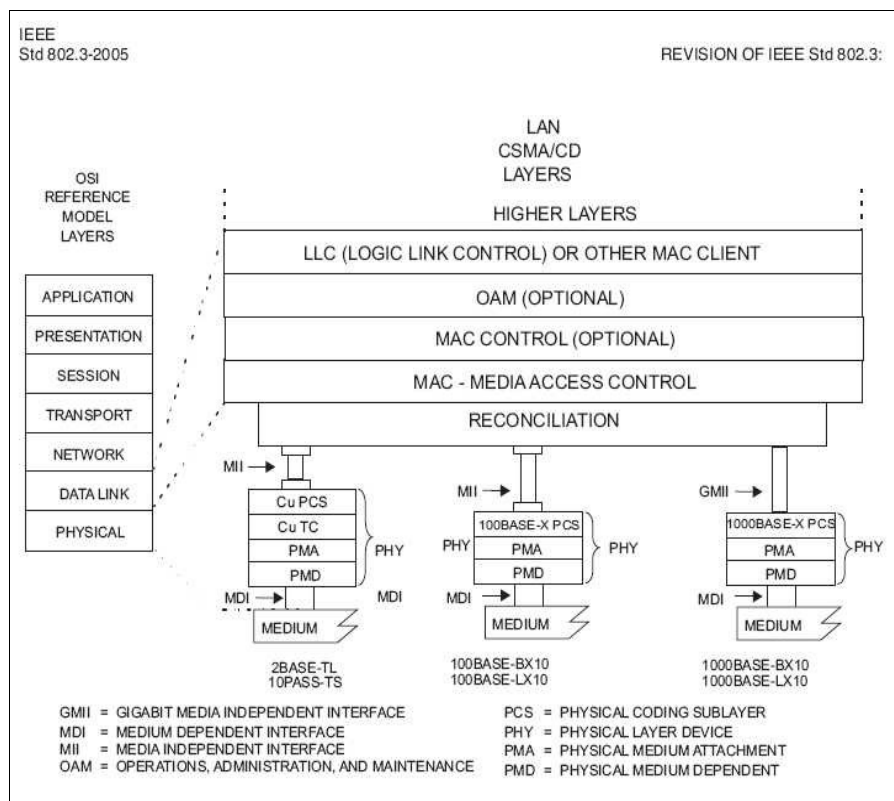 IEEE
Std 802.3-2005
REVISION OF IEEE Std 802.3:
LAN
CSMA/CD
LAYERS
OSI
REFERENCE
MODEL
LAYERS
HIGHER LAYERS
LLC (LOGIC LINK CONTROL) OR OTHER MAC CLIENT
OAM (OPTIONAL)
MAC CONTROL (OPTIONAL)
MAC - MEDIA ACCESS CONTROL
RECONCILIATION
APPLICATION
PRESENTATION
SESSION
TRANSPORT
NETWORK
DATA LINK
PHYSICAL
MII
Cu PCS
Cu TC
PMA
PMD
PHY
MDI
MEDIUM
2BASE-TL
10PASS-TS
MII
100BASE-X PCS
PMA
PMD
PHY
PHY
MDI
MDI
MEDIUM
100BASE-BX10
100BASE-LX10
GMII
1000BASE-X PCS
PMA
PMD
PHY
MDI
MEDIUM
1000BASE-BX10
1000BASE-LX10
GMII = GIGABIT MEDIA INDEPENDENT INTERFACE
MDI = MEDIUM DEPENDENT INTERFACE
MII = MEDIA INDEPENDENT INTERFACE
OAM = OPERATIONS, ADMINISTRATION, AND MAINTENANCE
PCS = PHYSICAL CODING SUBLAYER
PHY = PHYSICAL LAYER DEVICE
PMA = PHYSICAL MEDIUM ATTACHMENT
PMD = PHYSICAL MEDIUM DEPENDENT